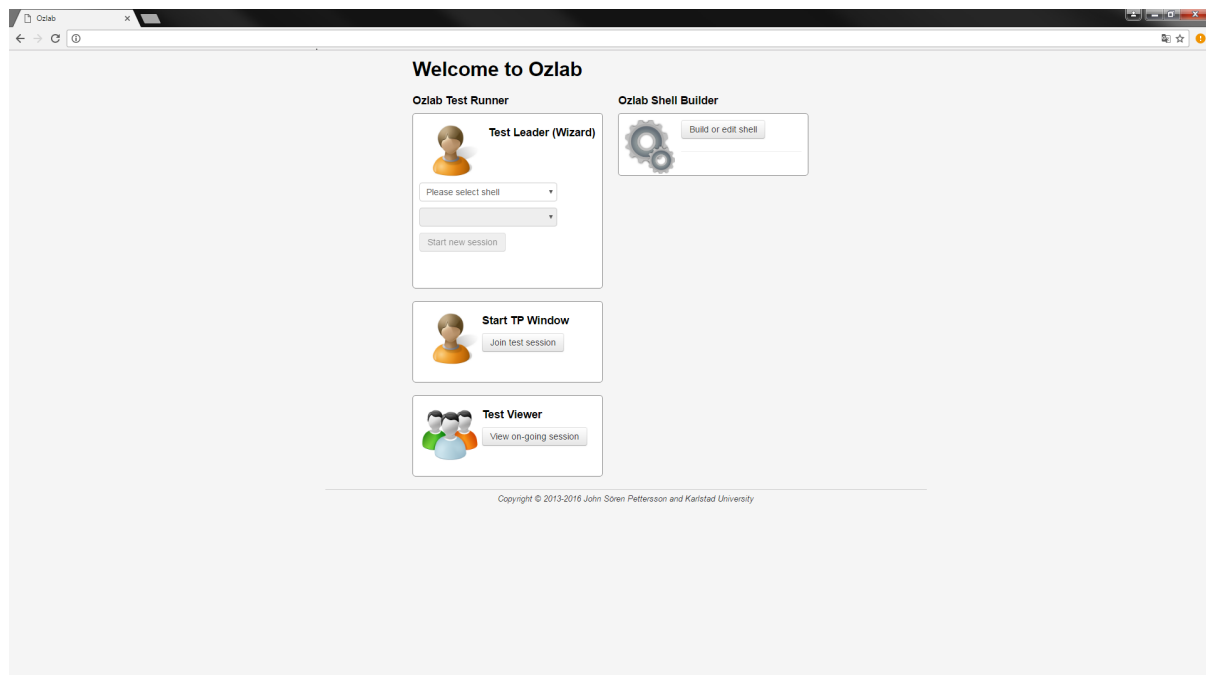 Ozlab
Welcome to Ozlab
Ozlab Test Runner
Test Leader (Wizard)
Please select shell
Start new session
Start TP Window
Join test session
Test Viewer
View on-going session
Ozlab Shell Builder
Build or edit shell
Copyright © 2013-2016 John Sören Pettersson and Karlstad University